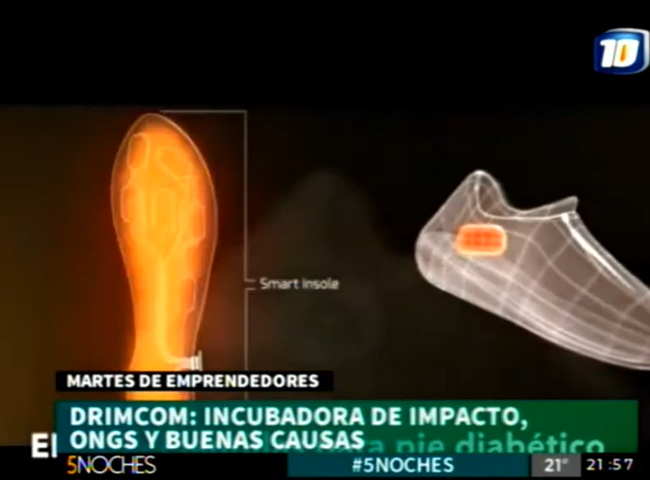 10
Smart Insole
MARTES DE EMPRENDEDORES
DRIMCOM: INCUBADORA DE IMPACTO,
ONGS Y BUENAS CAUSAS
El pie diabético
5NOCHES #5NOCHES 21° 21:57